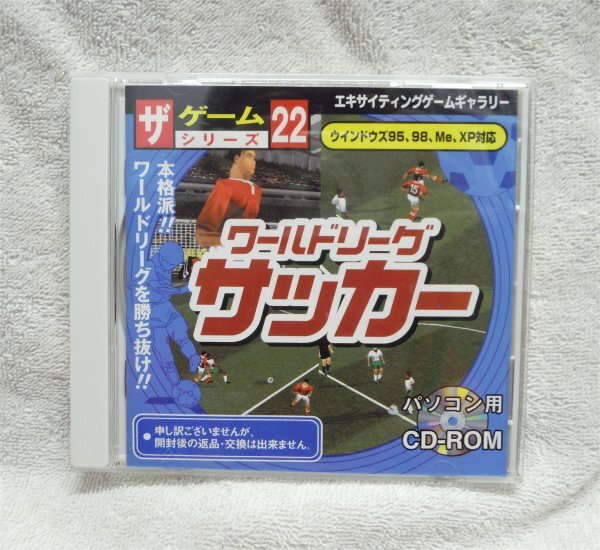 ザ ゲーム シリーズ 22
エキサイティングゲームギャラリー
ウインドウズ95、98、Me、XP対応
本格派!!
ワールドリーグを勝ち抜け!!
ワールドリーグ
サッカー
15
パソコン用
CD-ROM
●申し訳ございませんが、
開封後の返品・交換は出来ません。